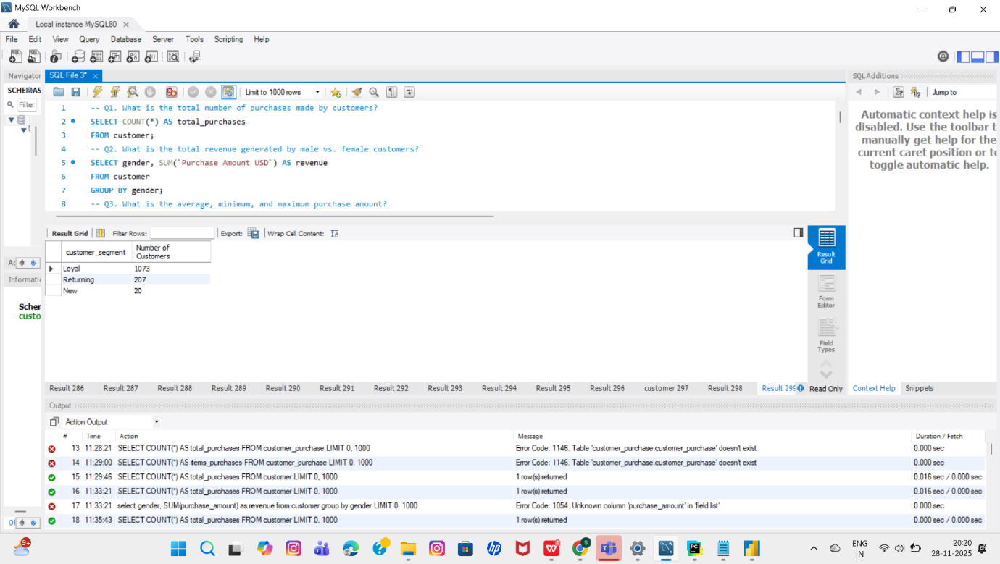 MySQL Workbench
Local instance MySQL80
File Edit View Query Database Server Tools Scripting Help
Navigator
SCHEMAS
Filter
SQL File 3*
Limit to 1000 rows
1 -- Q1. What is the total number of purchases made by customers?
2 SELECT COUNT(*) AS total_purchases
3 FROM customer;
4 -- Q2. What is the total revenue generated by male vs. female customers?
5 SELECT gender, SUM(`Purchase Amount USD`) AS revenue
6 FROM customer
7 GROUP BY gender;
8 -- Q3. What is the average, minimum, and maximum purchase amount?
SQLAdditions
Jump to
Automatic context help is
disabled. Use the toolbar t
manually get help for the
current caret position or to
toggle automatic help.
Result Grid Filter Rows: Export: Wrap Cell Content:
customer_segment Number of
Customers
Loyal 1073
Returning 207
New 20
Result
Grid
Form
Editor
Field
Types
Informatic
Schem
custo
Result 286 Result 287 Result 288 Result 289 Result 290 Result 291 Result 292 Result 293 Result 294 Result 295 Result 296 customer 297 Result 298 Result 299 Read Only Context Help Snippets
Output
Action Output
# Time Action Message Duration / Fetch
13 11:28:21 SELECT COUNT(*) AS total_purchases FROM customer_purchase LIMIT 0, 1000 Error Code: 1146. Table 'customer_purchase.customer_purchase' doesn't exist 0.000 sec
14 11:29:00 SELECT COUNT(*) AS items_purchases FROM customer_purchase LIMIT 0, 1000 Error Code: 1146. Table 'customer_purchase.customer_purchase' doesn't exist 0.000 sec
15 11:29:46 SELECT COUNT(*) AS total_purchases FROM customer LIMIT 0, 1000 1 row(s) returned 0.016 sec / 0.000 sec
16 11:33:21 SELECT COUNT(*) AS total_purchases FROM customer LIMIT 0, 1000 1 row(s) returned 0.016 sec / 0.000 sec
17 11:33:21 select gender, SUM(purchase_amount) as revenue from customer group by gender LIMIT 0, 1000 Error Code: 1054. Unknown column 'purchase_amount' in 'field list' 0.000 sec
18 11:35:43 SELECT COUNT(*) AS total_purchases FROM customer LIMIT 0, 1000 1 row(s) returned 0.000 sec / 0.000 sec
9+
ENG
IN
20:20
28-11-2025